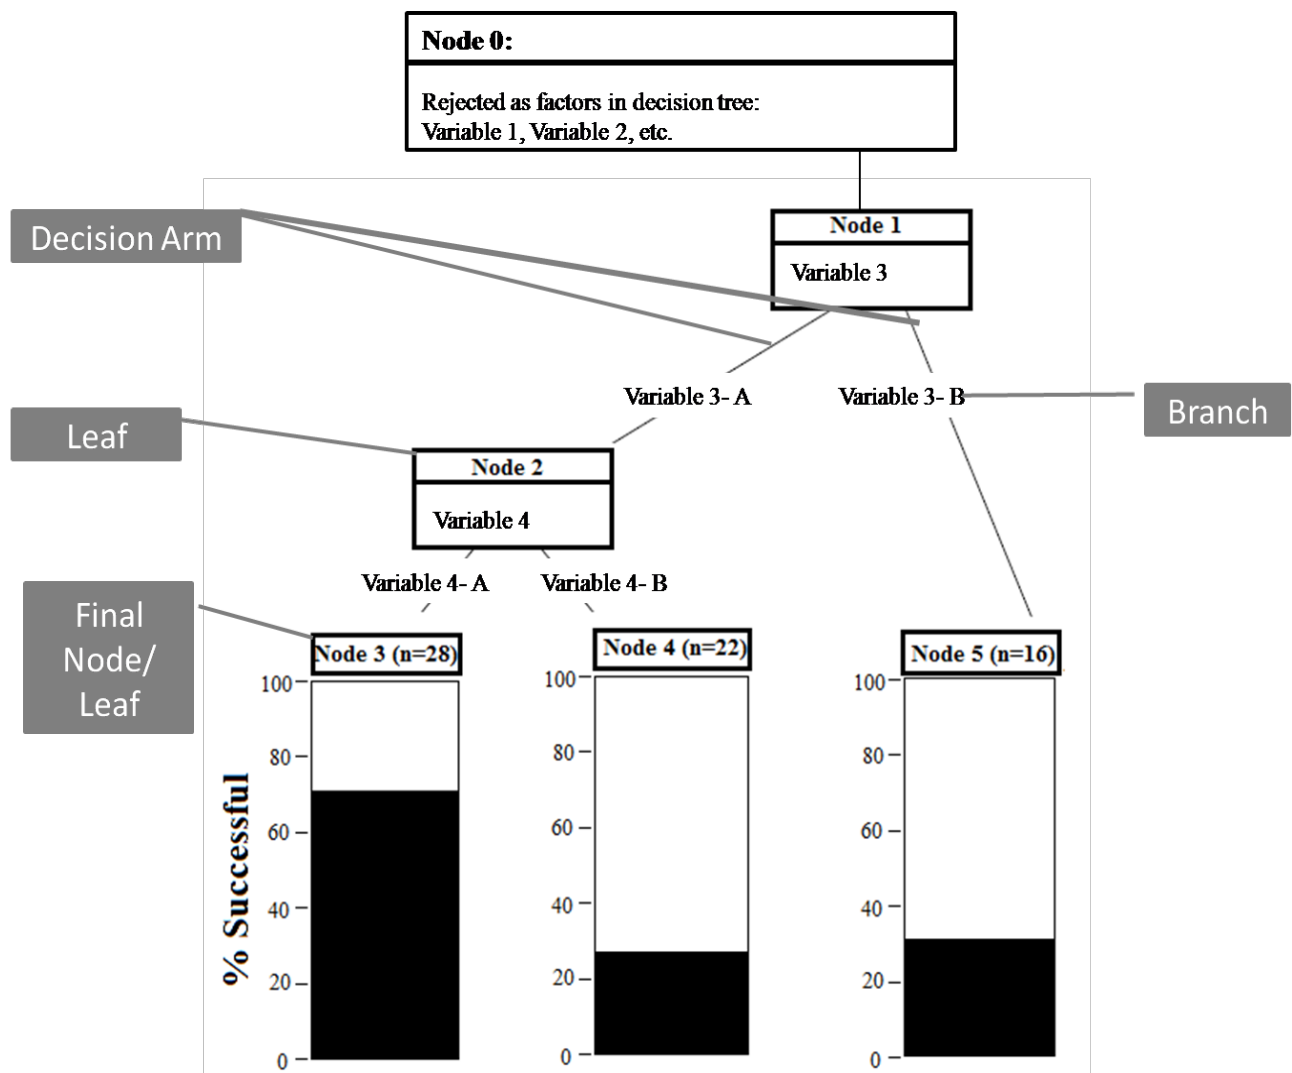 Node 0:
Rejected as factors in decision tree:
Variable 1, Variable 2, etc.
Decision Arm
Node 1
Variable 3
Variable 3- A
Variable 3- B
Branch
Leaf
Node 2
Variable 4
Variable 4- A
Variable 4- B
Final
Node/
Leaf
Node 3 (n=28)
Node 4 (n=22)
Node 5 (n=16)
% Successful
100
80
60
40
20
0
100
80
60
40
20
0
100
80
60
40
20
0